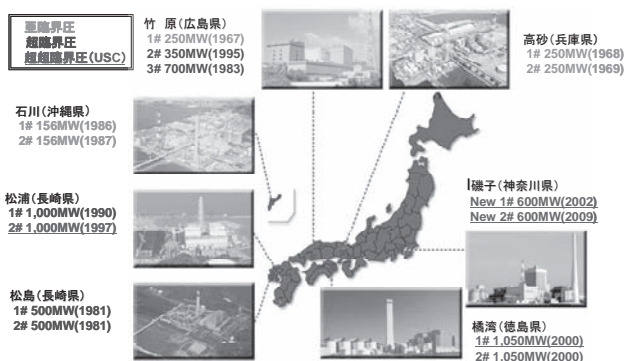 亜臨界圧
超臨界圧
超超臨界圧(USC)
竹 原(広島県)
1# 250MW(1967)
2# 350MW(1995)
3# 700MW(1983)
高砂(兵庫県)
1# 250MW(1968)
2# 250MW(1969)
石川(沖縄県)
1# 156MW(1986)
2# 156MW(1987)
松浦(長崎県)
1# 1,000MW(1990)
2# 1,000MW(1997)
磯子(神奈川県)
New 1# 600MW(2002)
New 2# 600MW(2009)
松島(長崎県)
1# 500MW(1981)
2# 500MW(1981)
橘湾(徳島県)
1# 1,050MW(2000)
2# 1,050MW(2000)